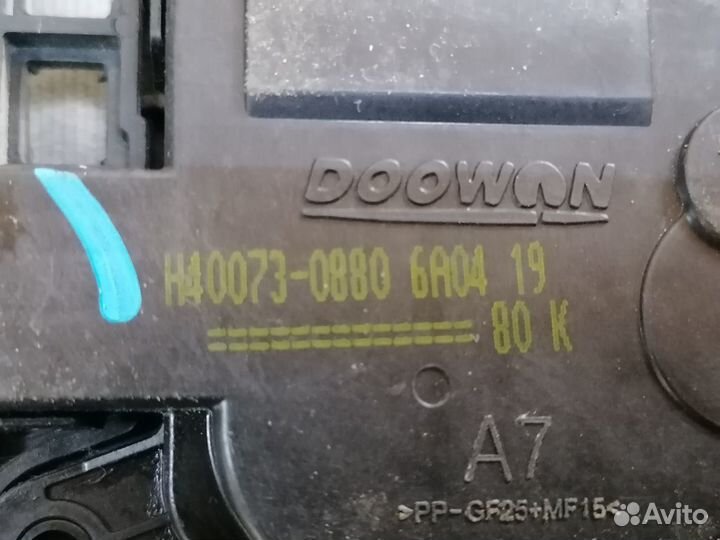 DOOWON
H40073-0880 6A04 19
============ 80 K
A7
>PP-GF25+MF15<
Avito